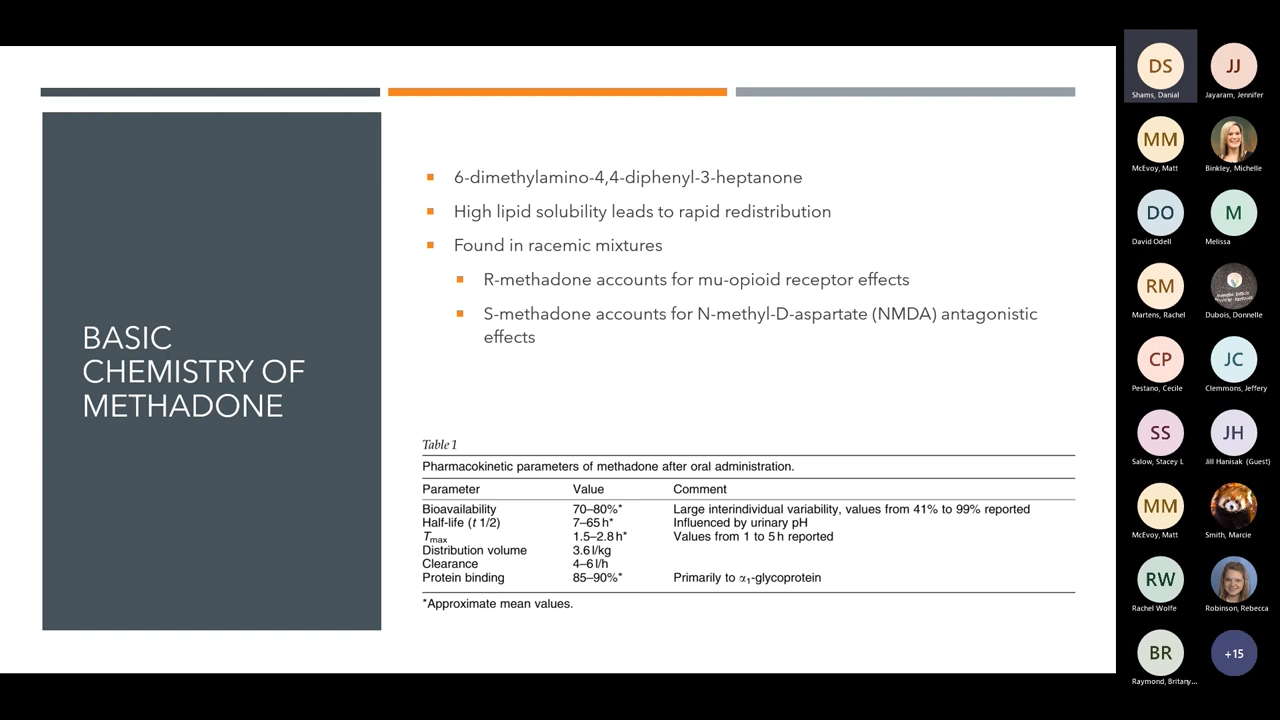 BASIC
CHEMISTRY OF
METHADONE
6-dimethylamino-4,4-diphenyl-3-heptanone
High lipid solubility leads to rapid redistribution
Found in racemic mixtures
R-methadone accounts for mu-opioid receptor effects
S-methadone accounts for N-methyl-D-aspartate (NMDA) antagonistic
effects
Table 1
Pharmacokinetic parameters of methadone after oral administration.
Parameter Value Comment
Bioavailability 70–80%* Large interindividual variability, values from 41% to 99% reported
Half-life (t 1/2) 7–65 h* Influenced by urinary pH
Tmax 1.5–2.8 h* Values from 1 to 5 h reported
Distribution volume 3.6 l/kg
Clearance 4–6 l/h
Protein binding 85–90%* Primarily to α1-glycoprotein
*Approximate mean values.
DS JJ
Shams, Danial Jayaram, Jennifer
MM
McEvoy, Matt Binkley, Michelle
DO M
David Odell Melissa
RM
Martens, Rachel Dubois, Donnelle
CP JC
Pestano, Cecile Clemmons, Jeffery
SS JH
Salow, Stacey L Jill Hanisak (Guest)
MM
McEvoy, Matt Smith, Marcie
RW
Rachel Wolfe Robinson, Rebecca
BR +15
Raymond, Britany...